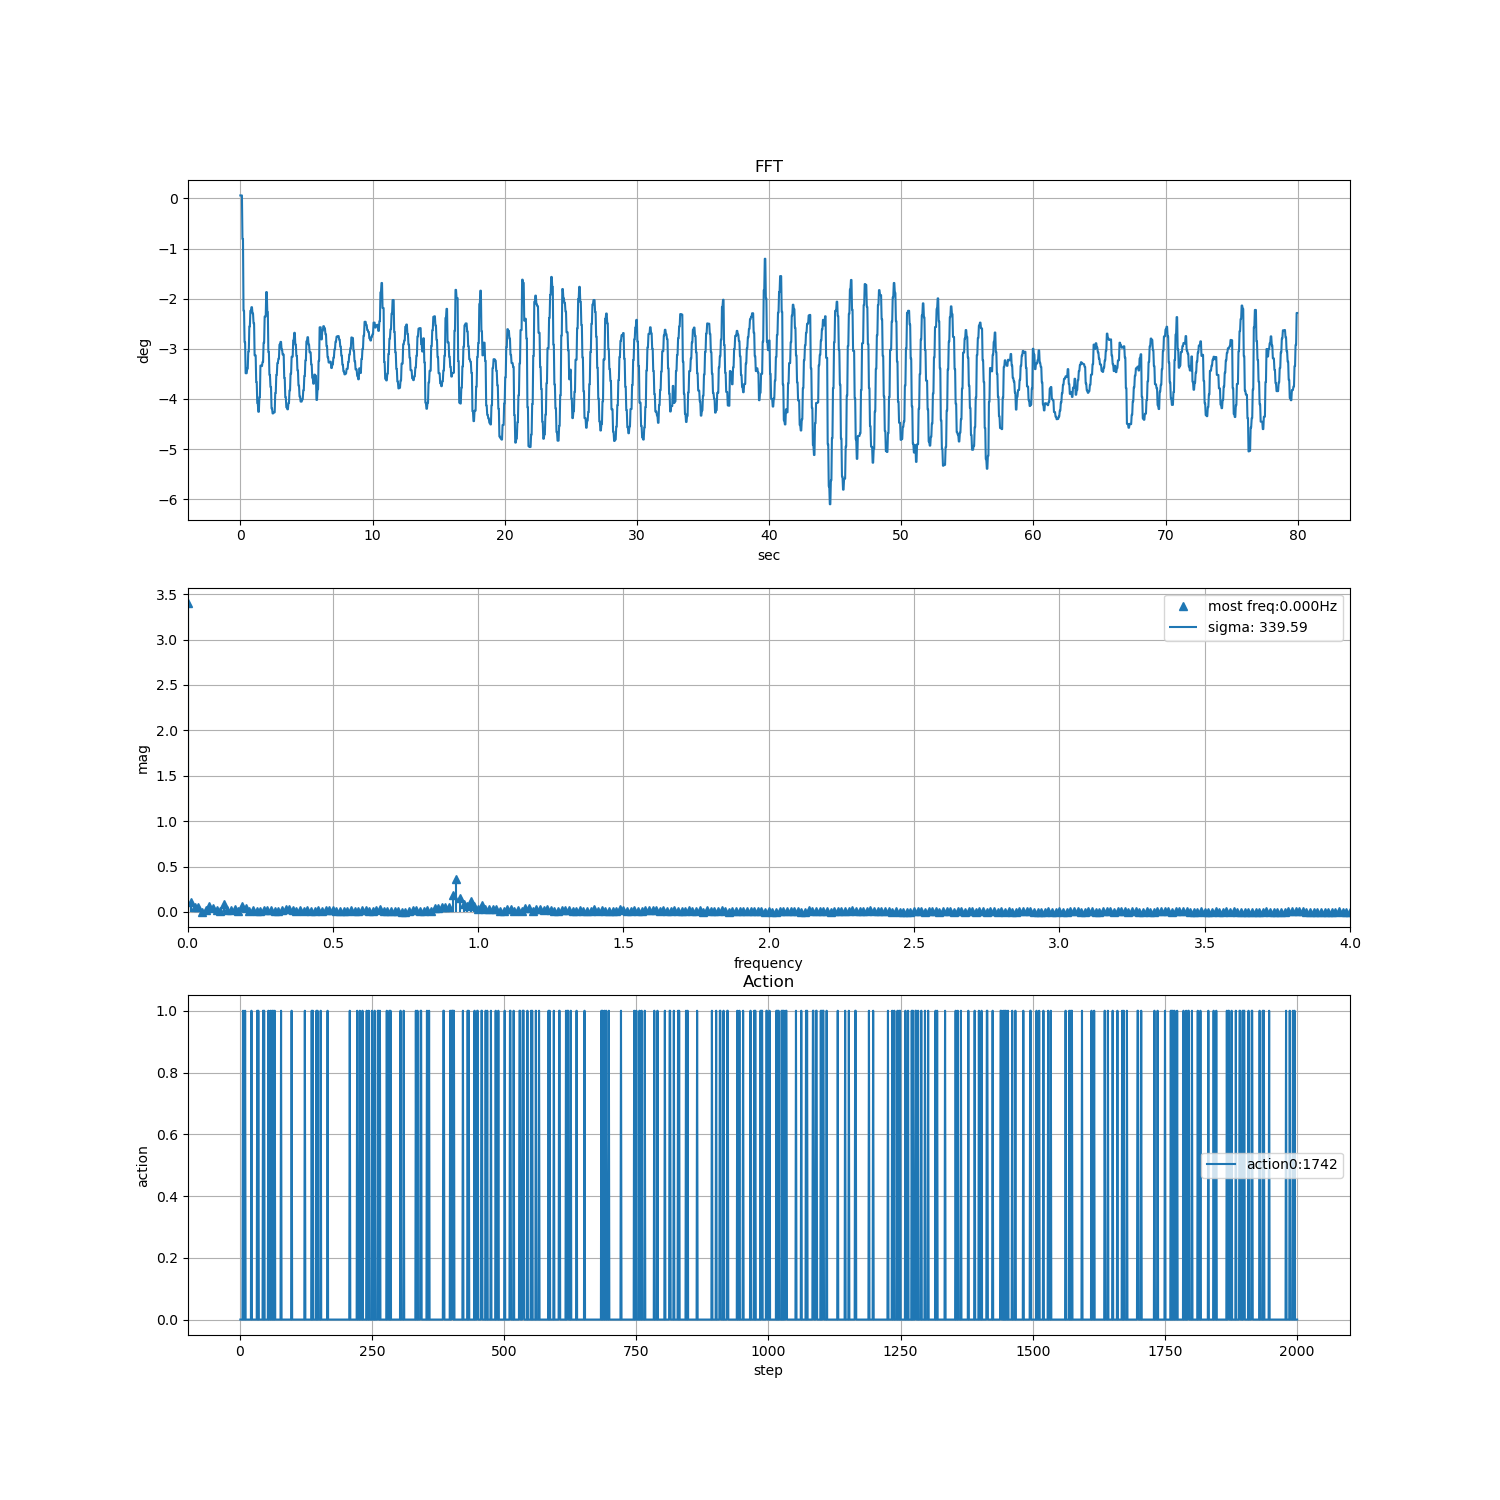 FFT
0
−1
−2
−3
−4
−5
−6
deg
0 10 20 30 40 50 60 70 80
sec
3.5
3.0
2.5
2.0
1.5
1.0
0.5
0.0
mag
most freq:0.000Hz
sigma: 339.59
0.0 0.5 1.0 1.5 2.0 2.5 3.0 3.5 4.0
frequency
Action
1.0
0.8
0.6
0.4
0.2
0.0
action
action0:1742
0 250 500 750 1000 1250 1500 1750 2000
step